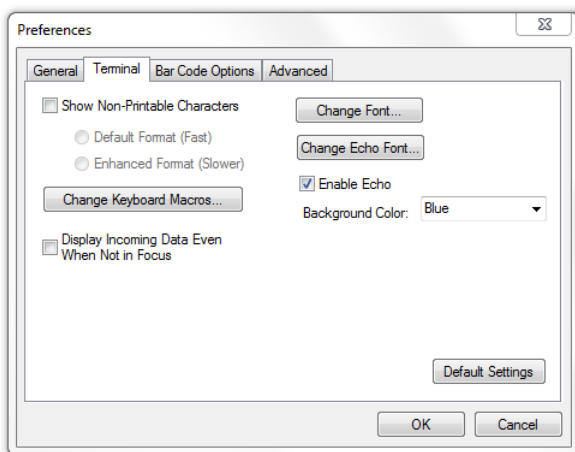 Preferences
General Terminal Bar Code Options Advanced
Show Non-Printable Characters
Default Format (Fast)
Enhanced Format (Slower)
Change Keyboard Macros...
Display Incoming Data Even
When Not in Focus
Change Font...
Change Echo Font...
Enable Echo
Background Color: Blue
Default Settings
OK Cancel